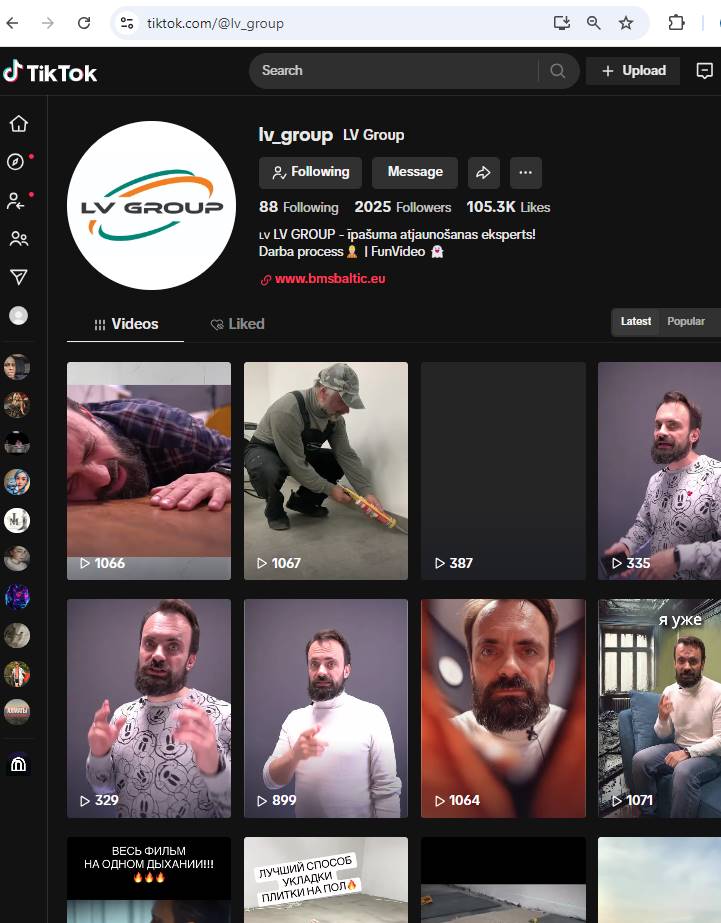 tiktok.com/@lv_group
TikTok
Search
Upload
LV GROUP
lv_group LV Group
Following
Message
88 Following 2025 Followers 105.3K Likes
ʟᴠ LV GROUP - īpašuma atjaunošanas eksperts!
Darba process👷 | FunVideo 👻
www.bmsbaltic.eu
Videos
Liked
Latest
Popular
1066
1067
387
335
329
899
1064
я уже
1071
ВЕСЬ ФИЛЬМ
НА ОДНОМ ДЫХАНИИ!!!
🔥🔥🔥
ЛУЧШИЙ СПОСОБ
УКЛАДКИ
ПЛИТКИ НА ПОЛ🔥